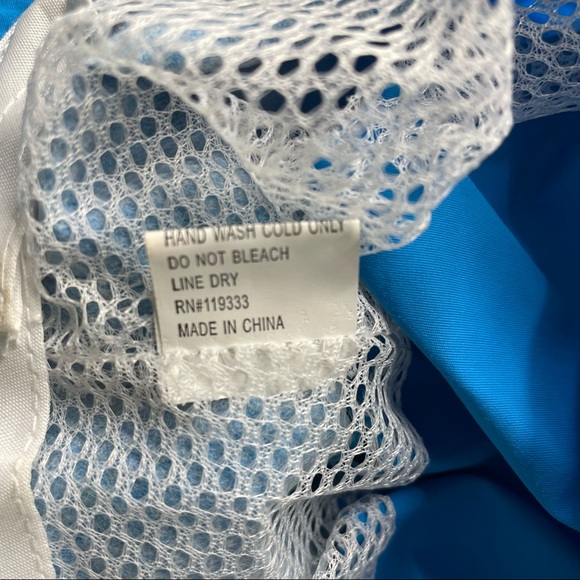 HAND WASH COLD ONLY
DO NOT BLEACH
LINE DRY
RN#119333
MADE IN CHINA